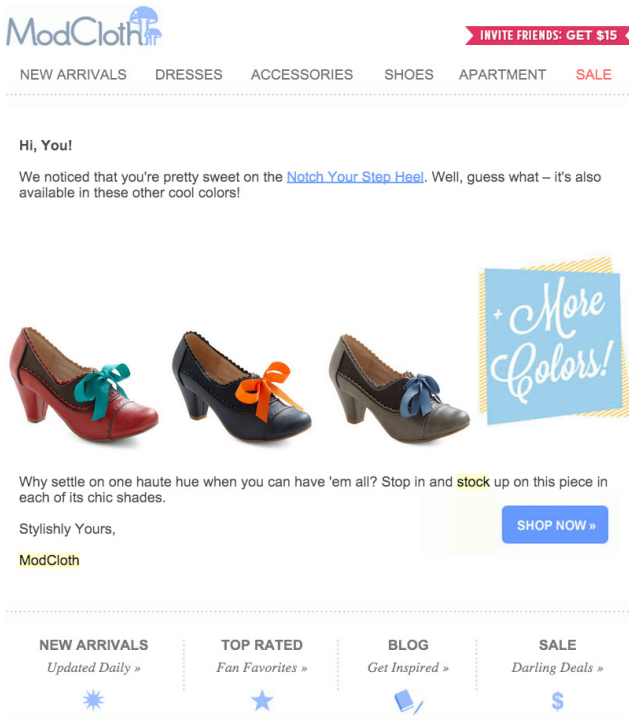 ModCloth
INVITE FRIENDS: GET $15
NEW ARRIVALS DRESSES ACCESSORIES SHOES APARTMENT SALE
Hi, You!
We noticed that you're pretty sweet on the Notch Your Step Heel. Well, guess what – it's also
available in these other cool colors!
+ More
Colors!
Why settle on one haute hue when you can have 'em all? Stop in and stock up on this piece in
each of its chic shades.
Stylishly Yours,
SHOP NOW »
ModCloth
NEW ARRIVALS TOP RATED BLOG SALE
Updated Daily » Fan Favorites » Get Inspired » Darling Deals »
$